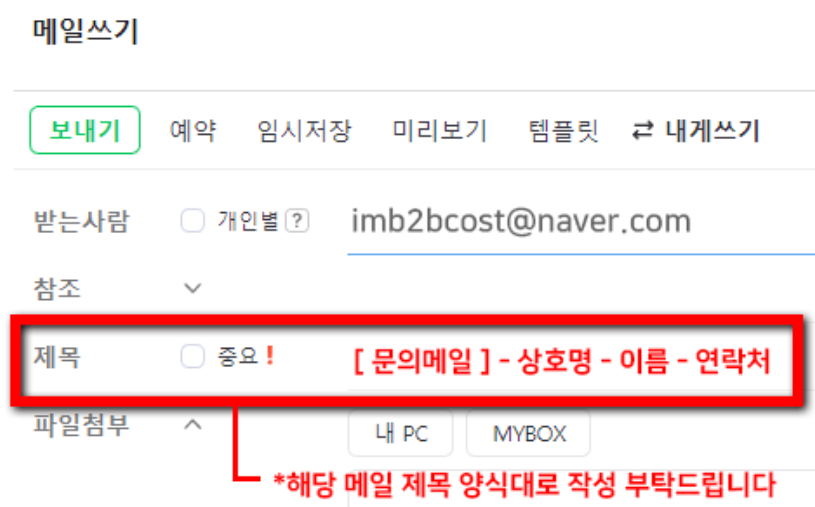 메일쓰기
보내기 예약 임시저장 미리보기 템플릿 ⇄ 내게쓰기
받는사람 개인별 ? imb2bcost@naver.com
참조
제목 중요 ! [ 문의메일 ] - 상호명 - 이름 - 연락처
파일첨부 내 PC MYBOX
*해당 메일 제목 양식대로 작성 부탁드립니다